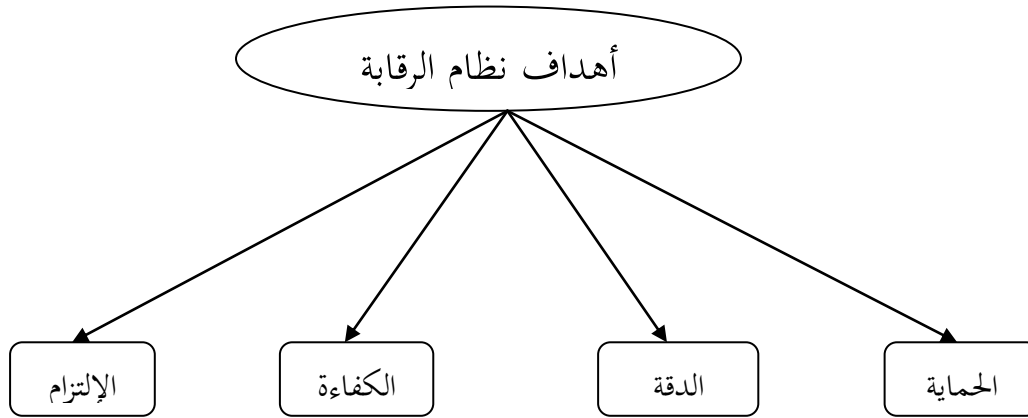 أهداف نظام الرقابة
الحماية
الدقة
الكفاءة
الإلتزام